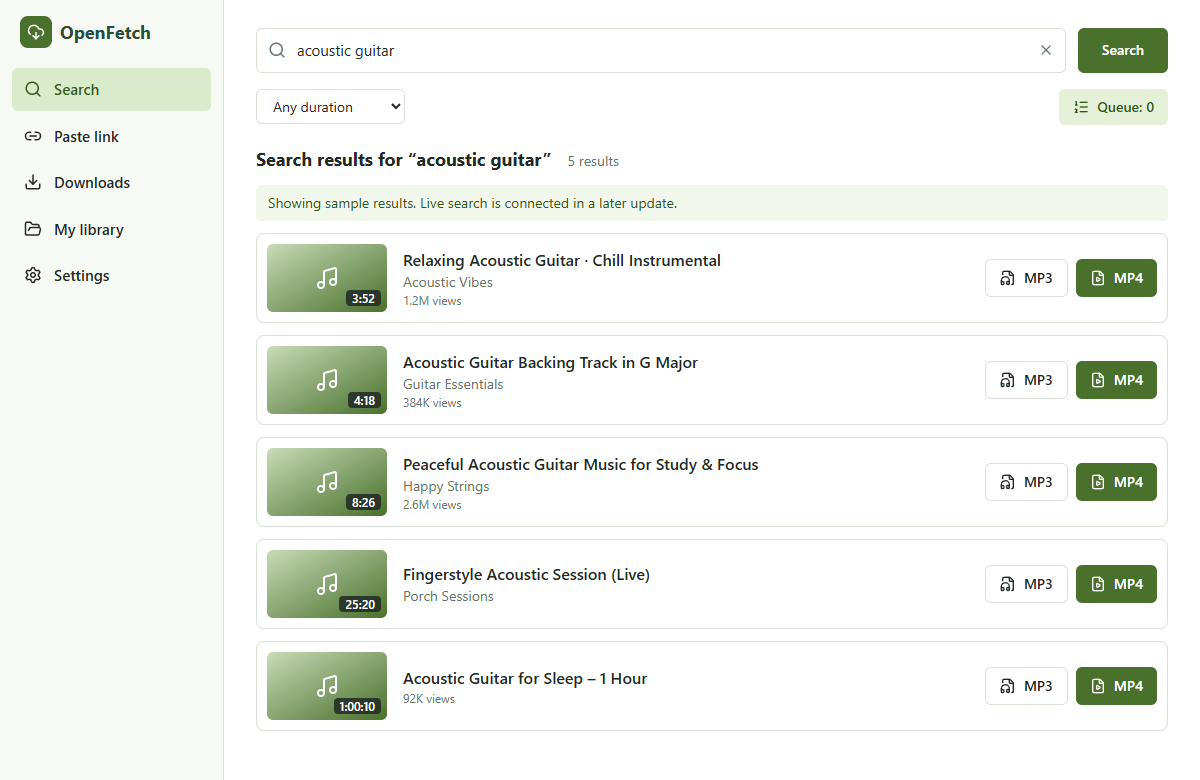 OpenFetch
Search
Paste link
Downloads
My library
Settings
acoustic guitar
Search
Any duration
Queue: 0
Search results for “acoustic guitar”
5 results
Showing sample results. Live search is connected in a later update.
3:52
Relaxing Acoustic Guitar · Chill Instrumental
Acoustic Vibes
1.2M views
MP3
MP4
4:18
Acoustic Guitar Backing Track in G Major
Guitar Essentials
384K views
MP3
MP4
8:26
Peaceful Acoustic Guitar Music for Study & Focus
Happy Strings
2.6M views
MP3
MP4
25:20
Fingerstyle Acoustic Session (Live)
Porch Sessions
MP3
MP4
1:00:10
Acoustic Guitar for Sleep – 1 Hour
92K views
MP3
MP4